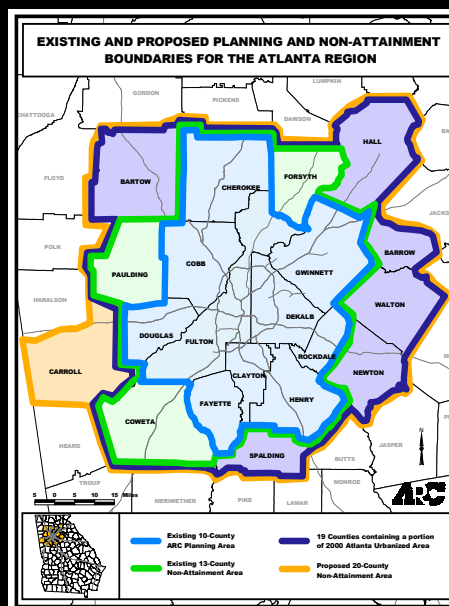 EXISTING AND PROPOSED PLANNING AND NON-ATTAINMENT
BOUNDARIES FOR THE ATLANTA REGION
LUMPKIN
GORDON
PICKENS
DAWSON
CHATTOOGA
HALL
FORSYTH
FLOYD
BARTOW
CHEROKEE
JACKS
POLK
BARROW
COBB
PAULDING
GWINNETT
HARALSON
WALTON
DEKALB
DOUGLAS
FULTON
ROCKDALE
CARROLL
CLAYTON
NEWTON
FAYETTE
HENRY
COWETA
HEARD
SPALDING
BUTTS
JASPER
N
TROUP
MONROE
MERIWETHER
PIKE
LAMAR
5 0 5 10 15 Miles
ARC
Existing 10-County
ARC Planning Area
19 Counties containing a portion
of 2000 Atlanta Urbanized Area
Existing 13-County
Non-Attainment Area
Proposed 20-County
Non-Attainment Area